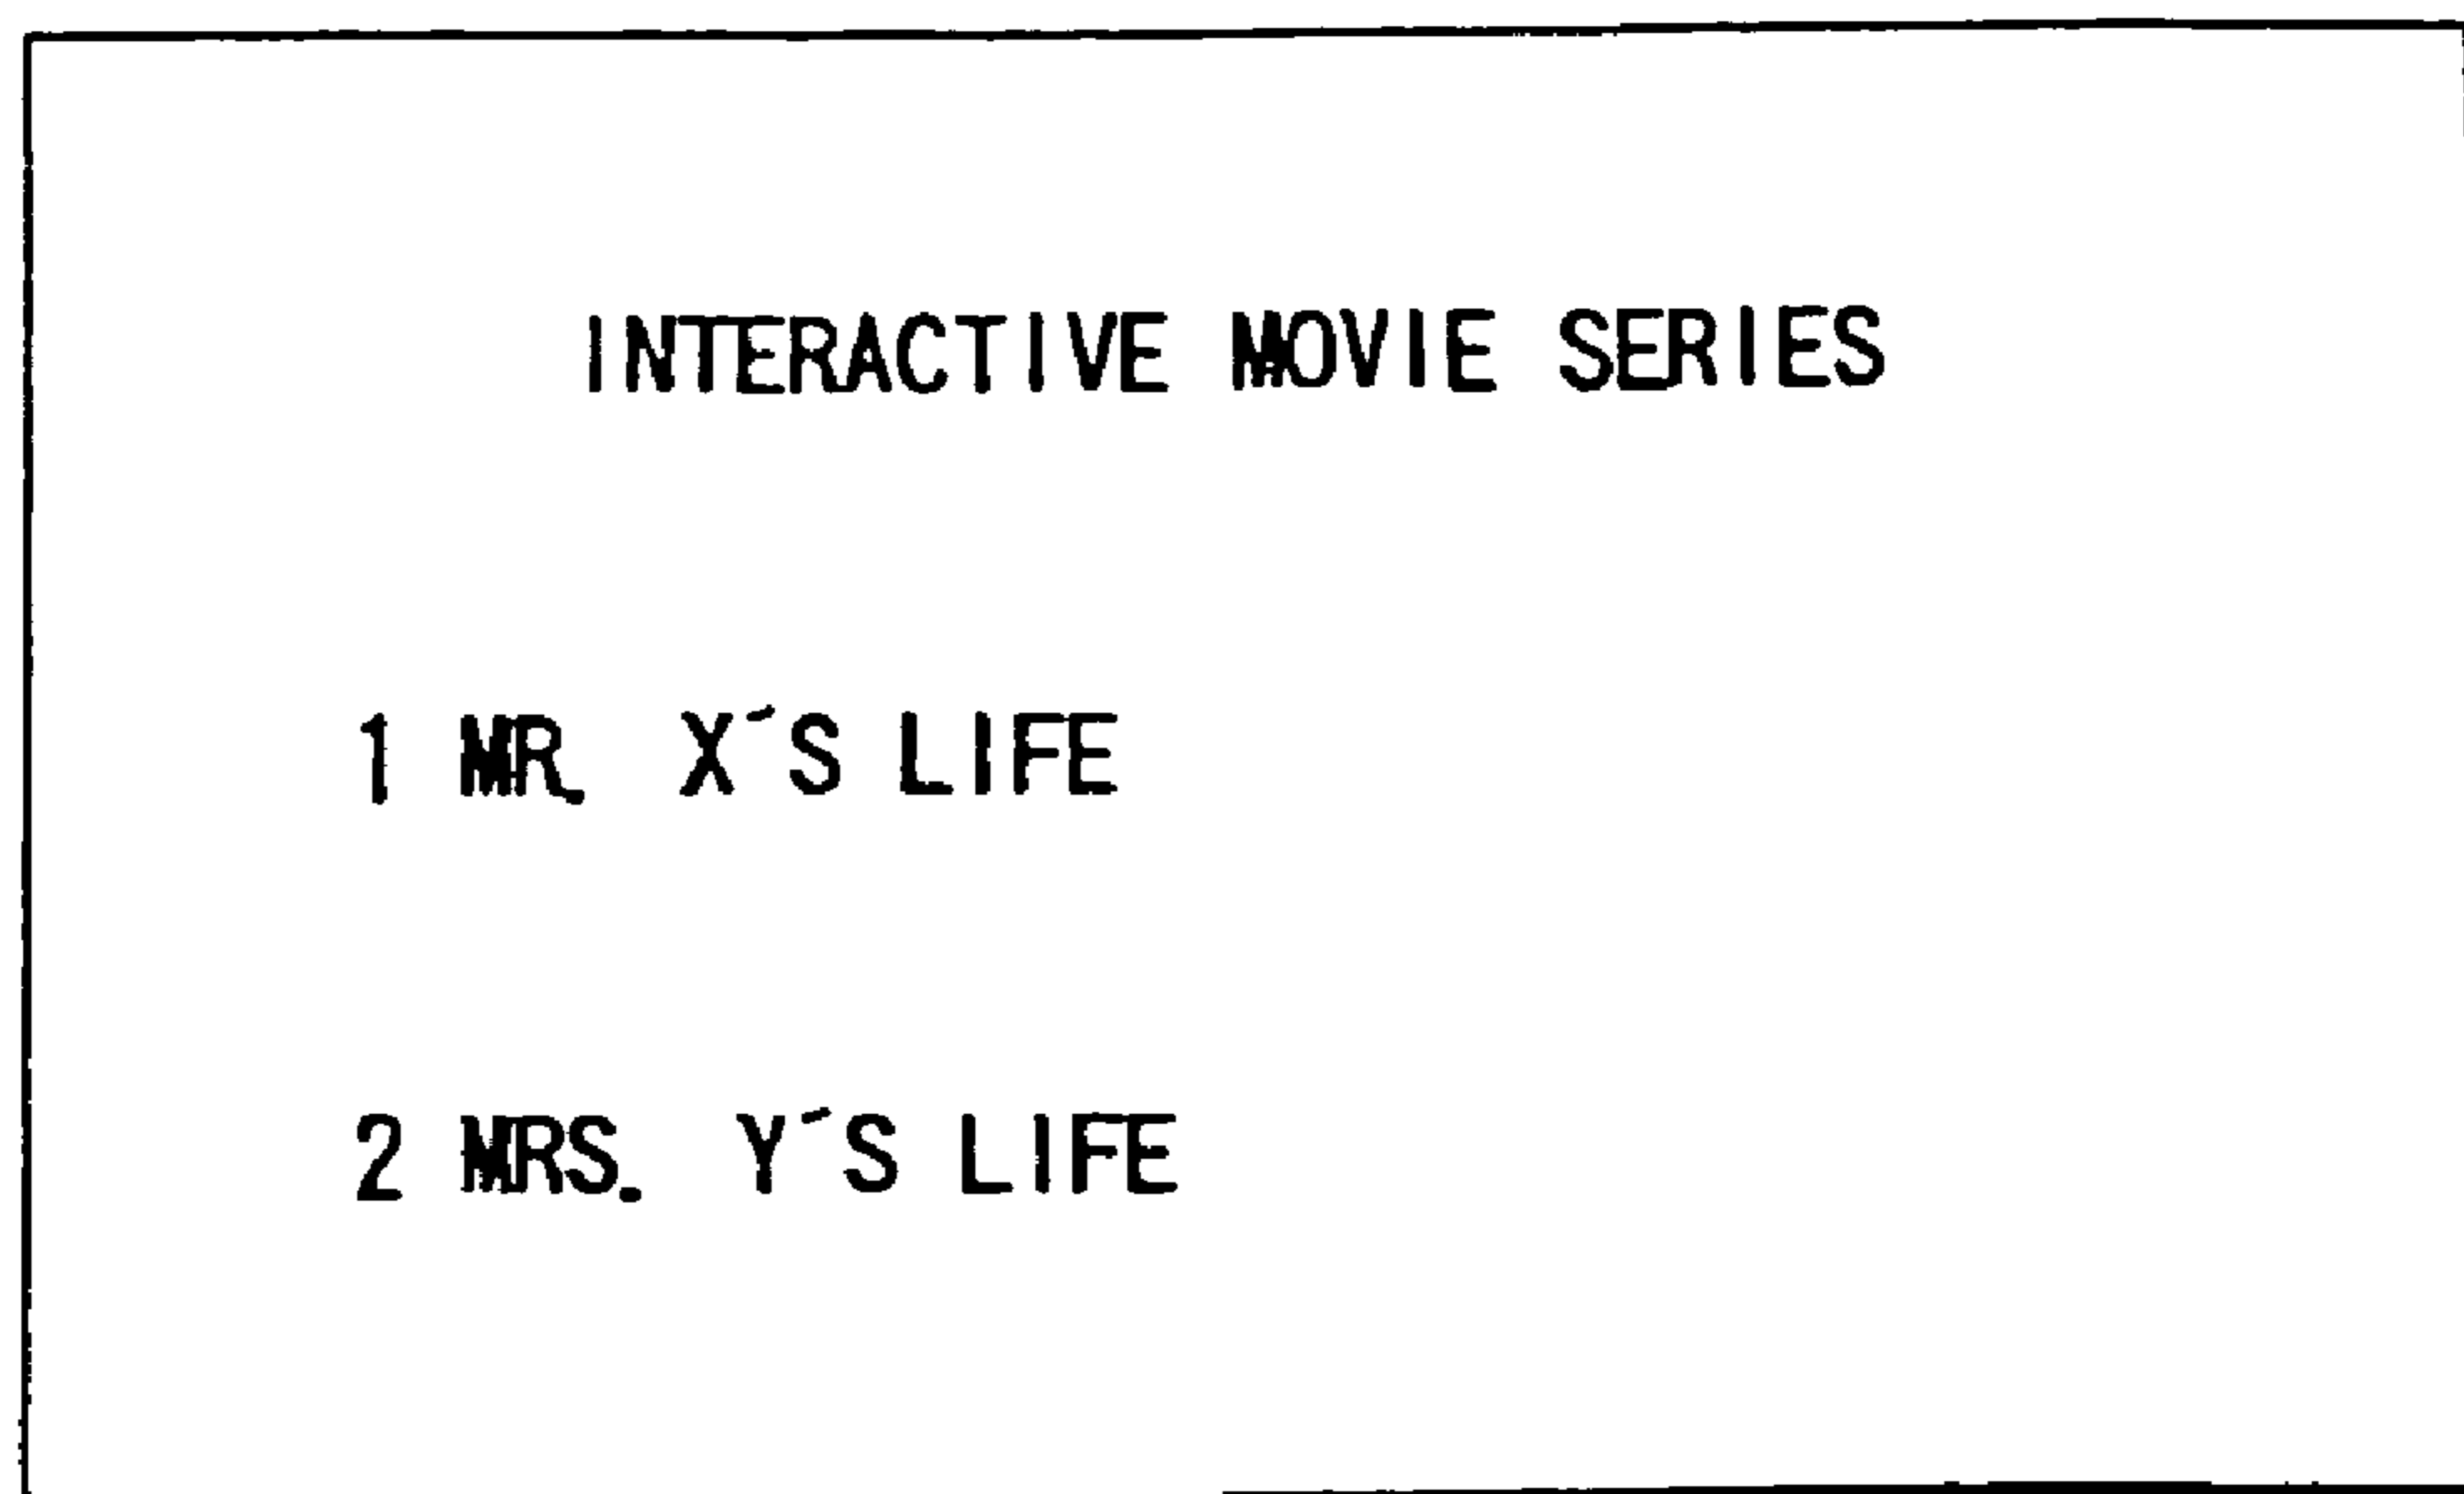 INTERACTIVE MOVIE SERIES
1 MR. X´S LIFE
2 MRS. Y´S LIFE